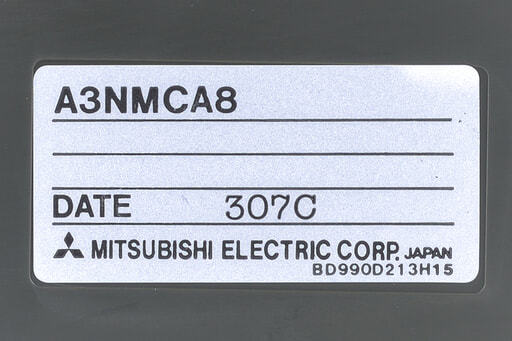 A3NMCA8
DATE 307C
MITSUBISHI ELECTRIC CORP. JAPAN
BD990D213H15